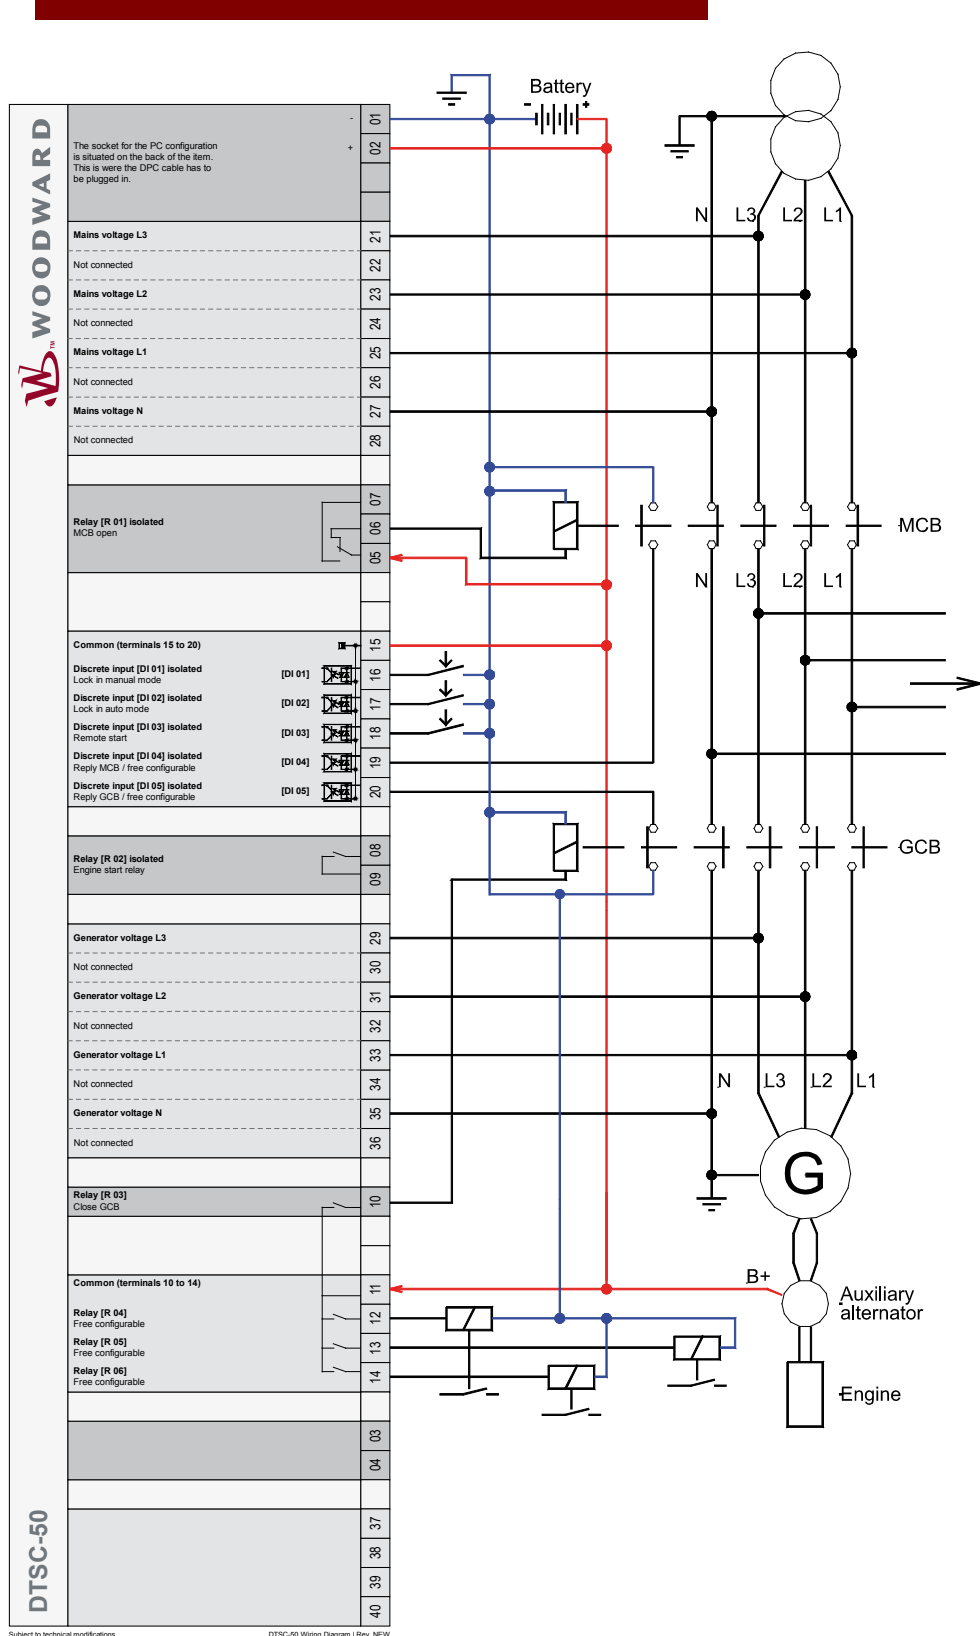 Battery
- +
WOODWARD
TM
DTSC-50
- 01
The socket for the PC configuration
is situated on the back of the item.
This is were the DPC cable has to
be plugged in.
+ 02
N L3 L2 L1
Mains voltage L3 21
Not connected 22
Mains voltage L2 23
Not connected 24
Mains voltage L1 25
Not connected 26
Mains voltage N 27
Not connected 28
07
Relay [R 01] isolated
MCB open
06
05
MCB
N L3 L2 L1
Common (terminals 15 to 20) 15
Discrete input [DI 01] isolated
Lock in manual mode
[DI 01] 16
Discrete input [DI 02] isolated
Lock in auto mode
[DI 02] 17
Discrete input [DI 03] isolated
Remote start
[DI 03] 18
Discrete input [DI 04] isolated
Reply MCB / free configurable
[DI 04] 19
Discrete input [DI 05] isolated
Reply GCB / free configurable
[DI 05] 20
GCB
Relay [R 02] isolated
Engine start relay
08
09
Generator voltage L3 29
Not connected 30
Generator voltage L2 31
Not connected 32
Generator voltage L1 33
Not connected 34
Generator voltage N 35
Not connected 36
N L3 L2 L1
G
Relay [R 03]
Close GCB
10
Common (terminals 10 to 14) 11
B+
Auxiliary
alternator
Relay [R 04]
Free configurable
12
Relay [R 05]
Free configurable
13
Relay [R 06]
Free configurable
14
Engine
03
04
37
38
39
40
Subject to technical modifications.
DTSC-50 Wiring Diagram | Rev. NEW